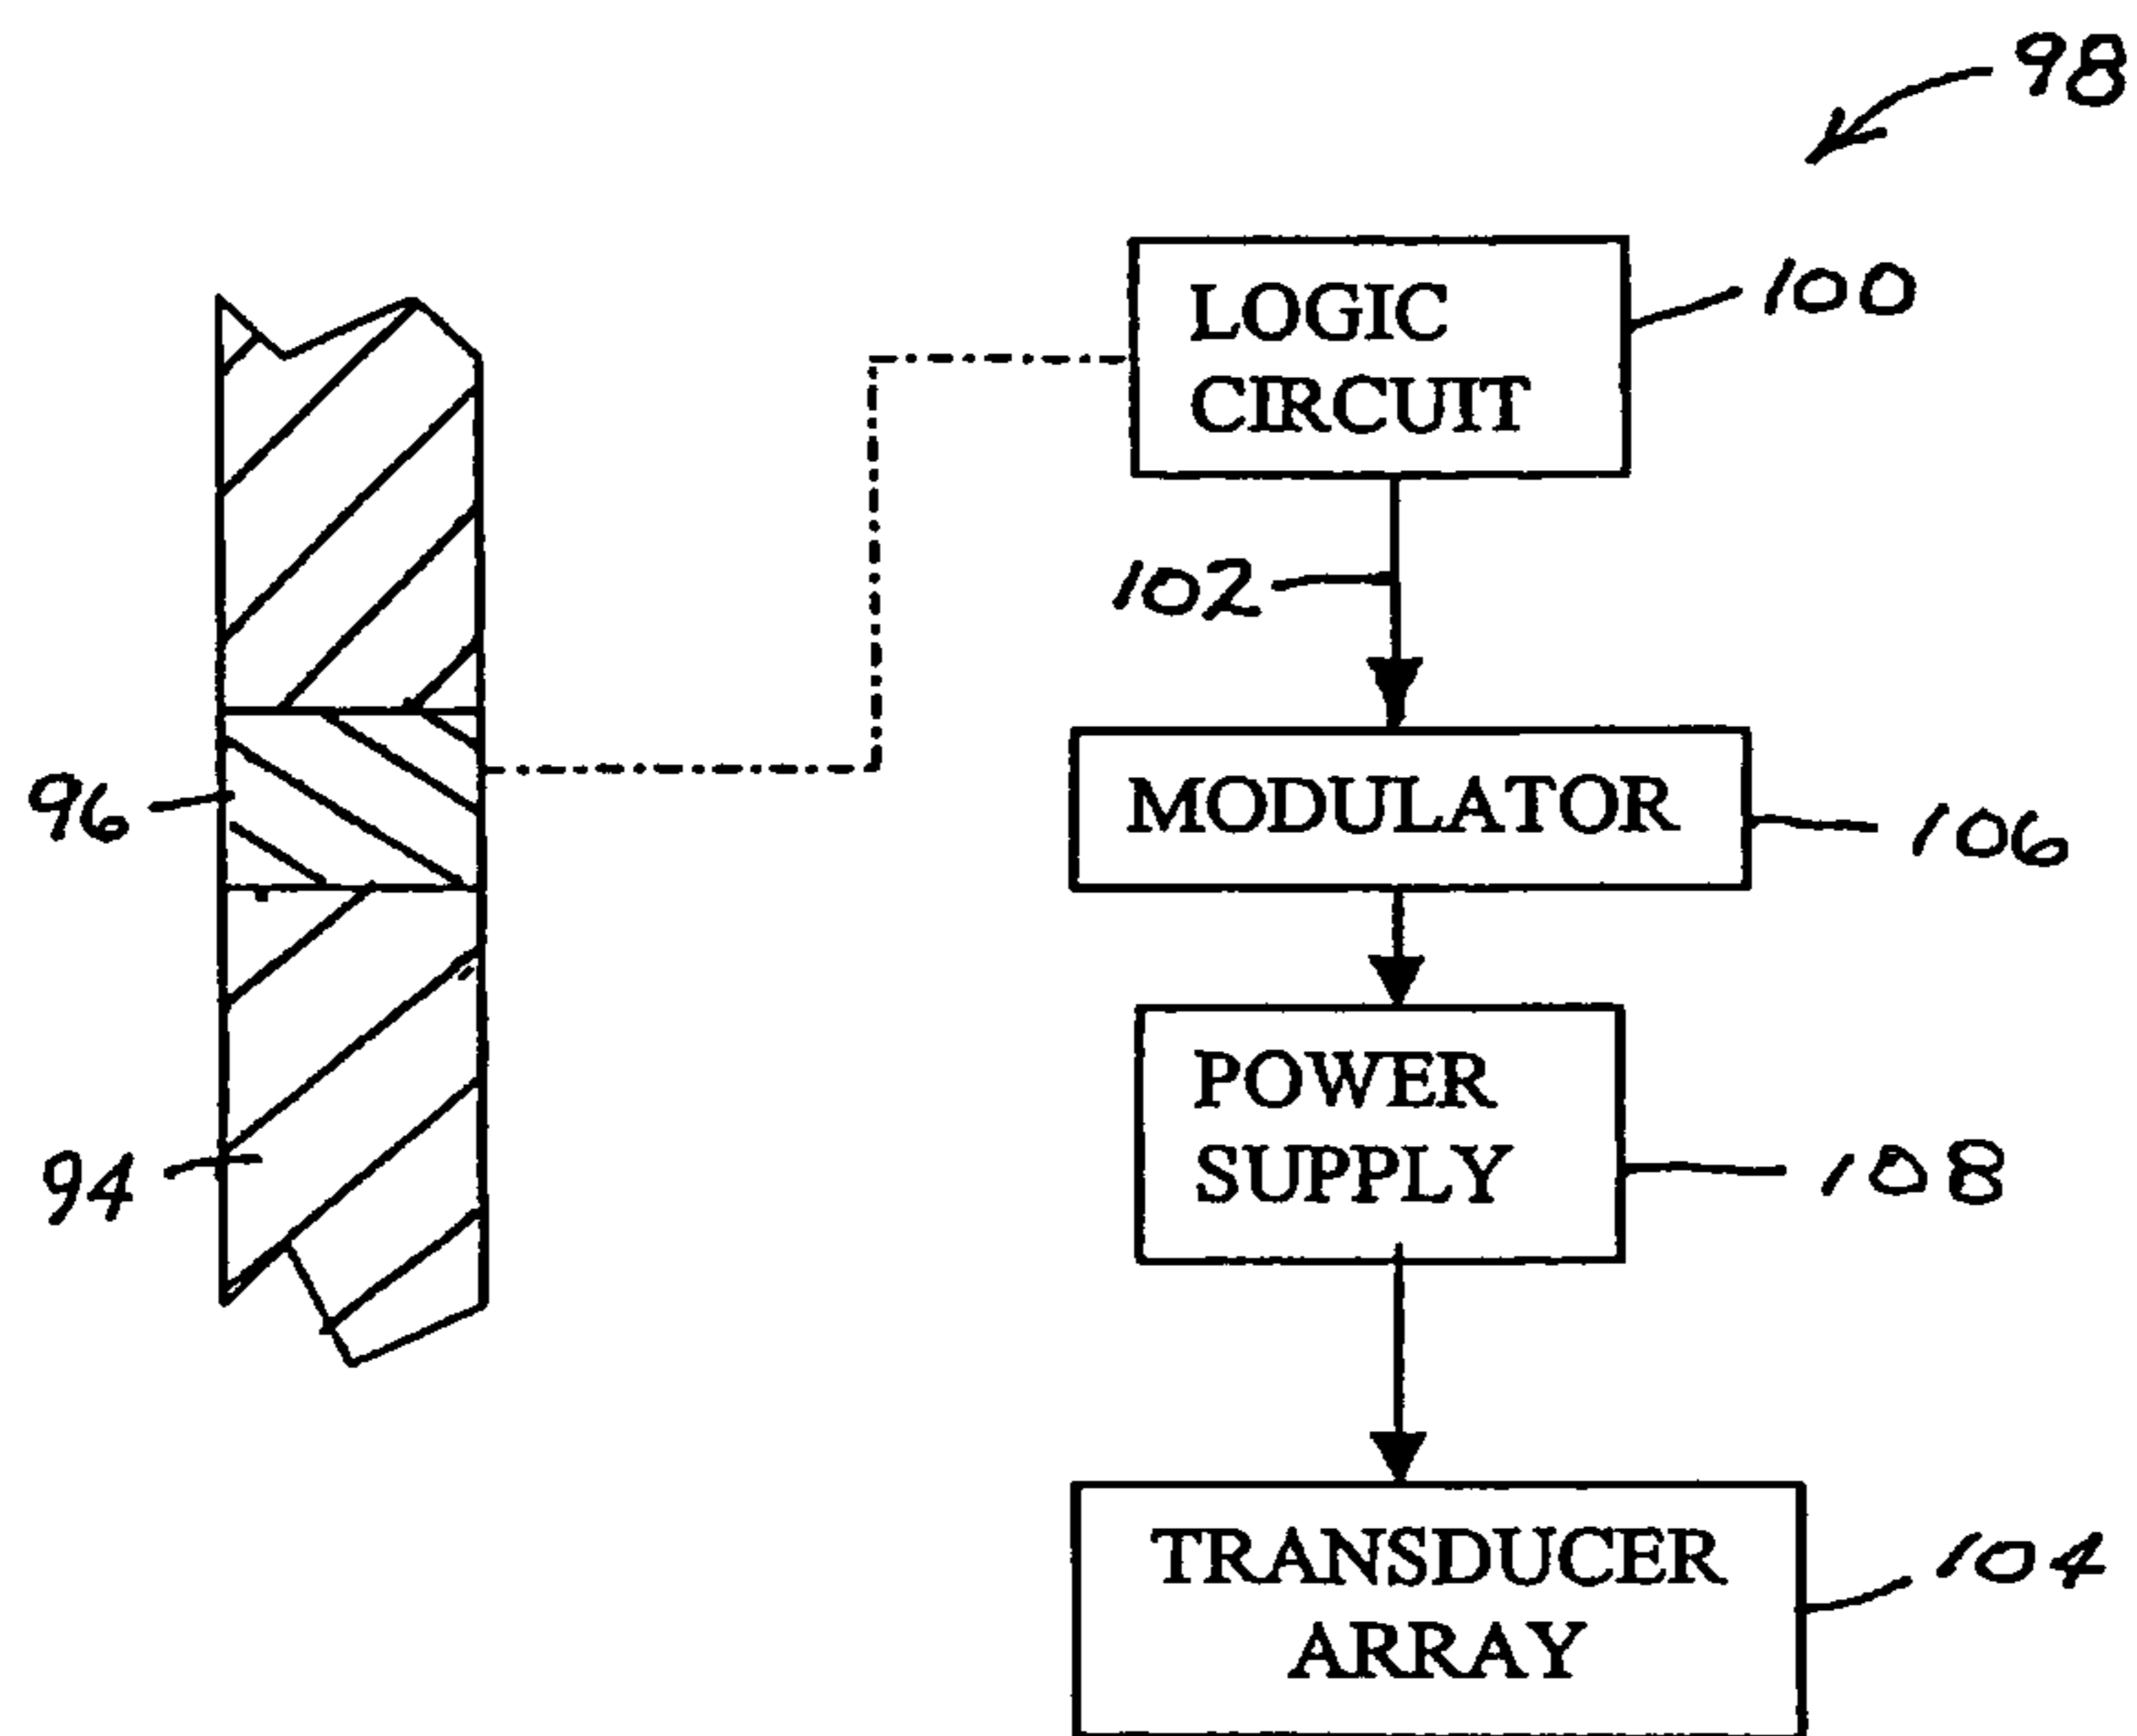 98
LOGIC
CIRCUIT
100
102
MODULATOR
96
106
POWER
SUPPLY
94
108
TRANSDUCER
ARRAY
104